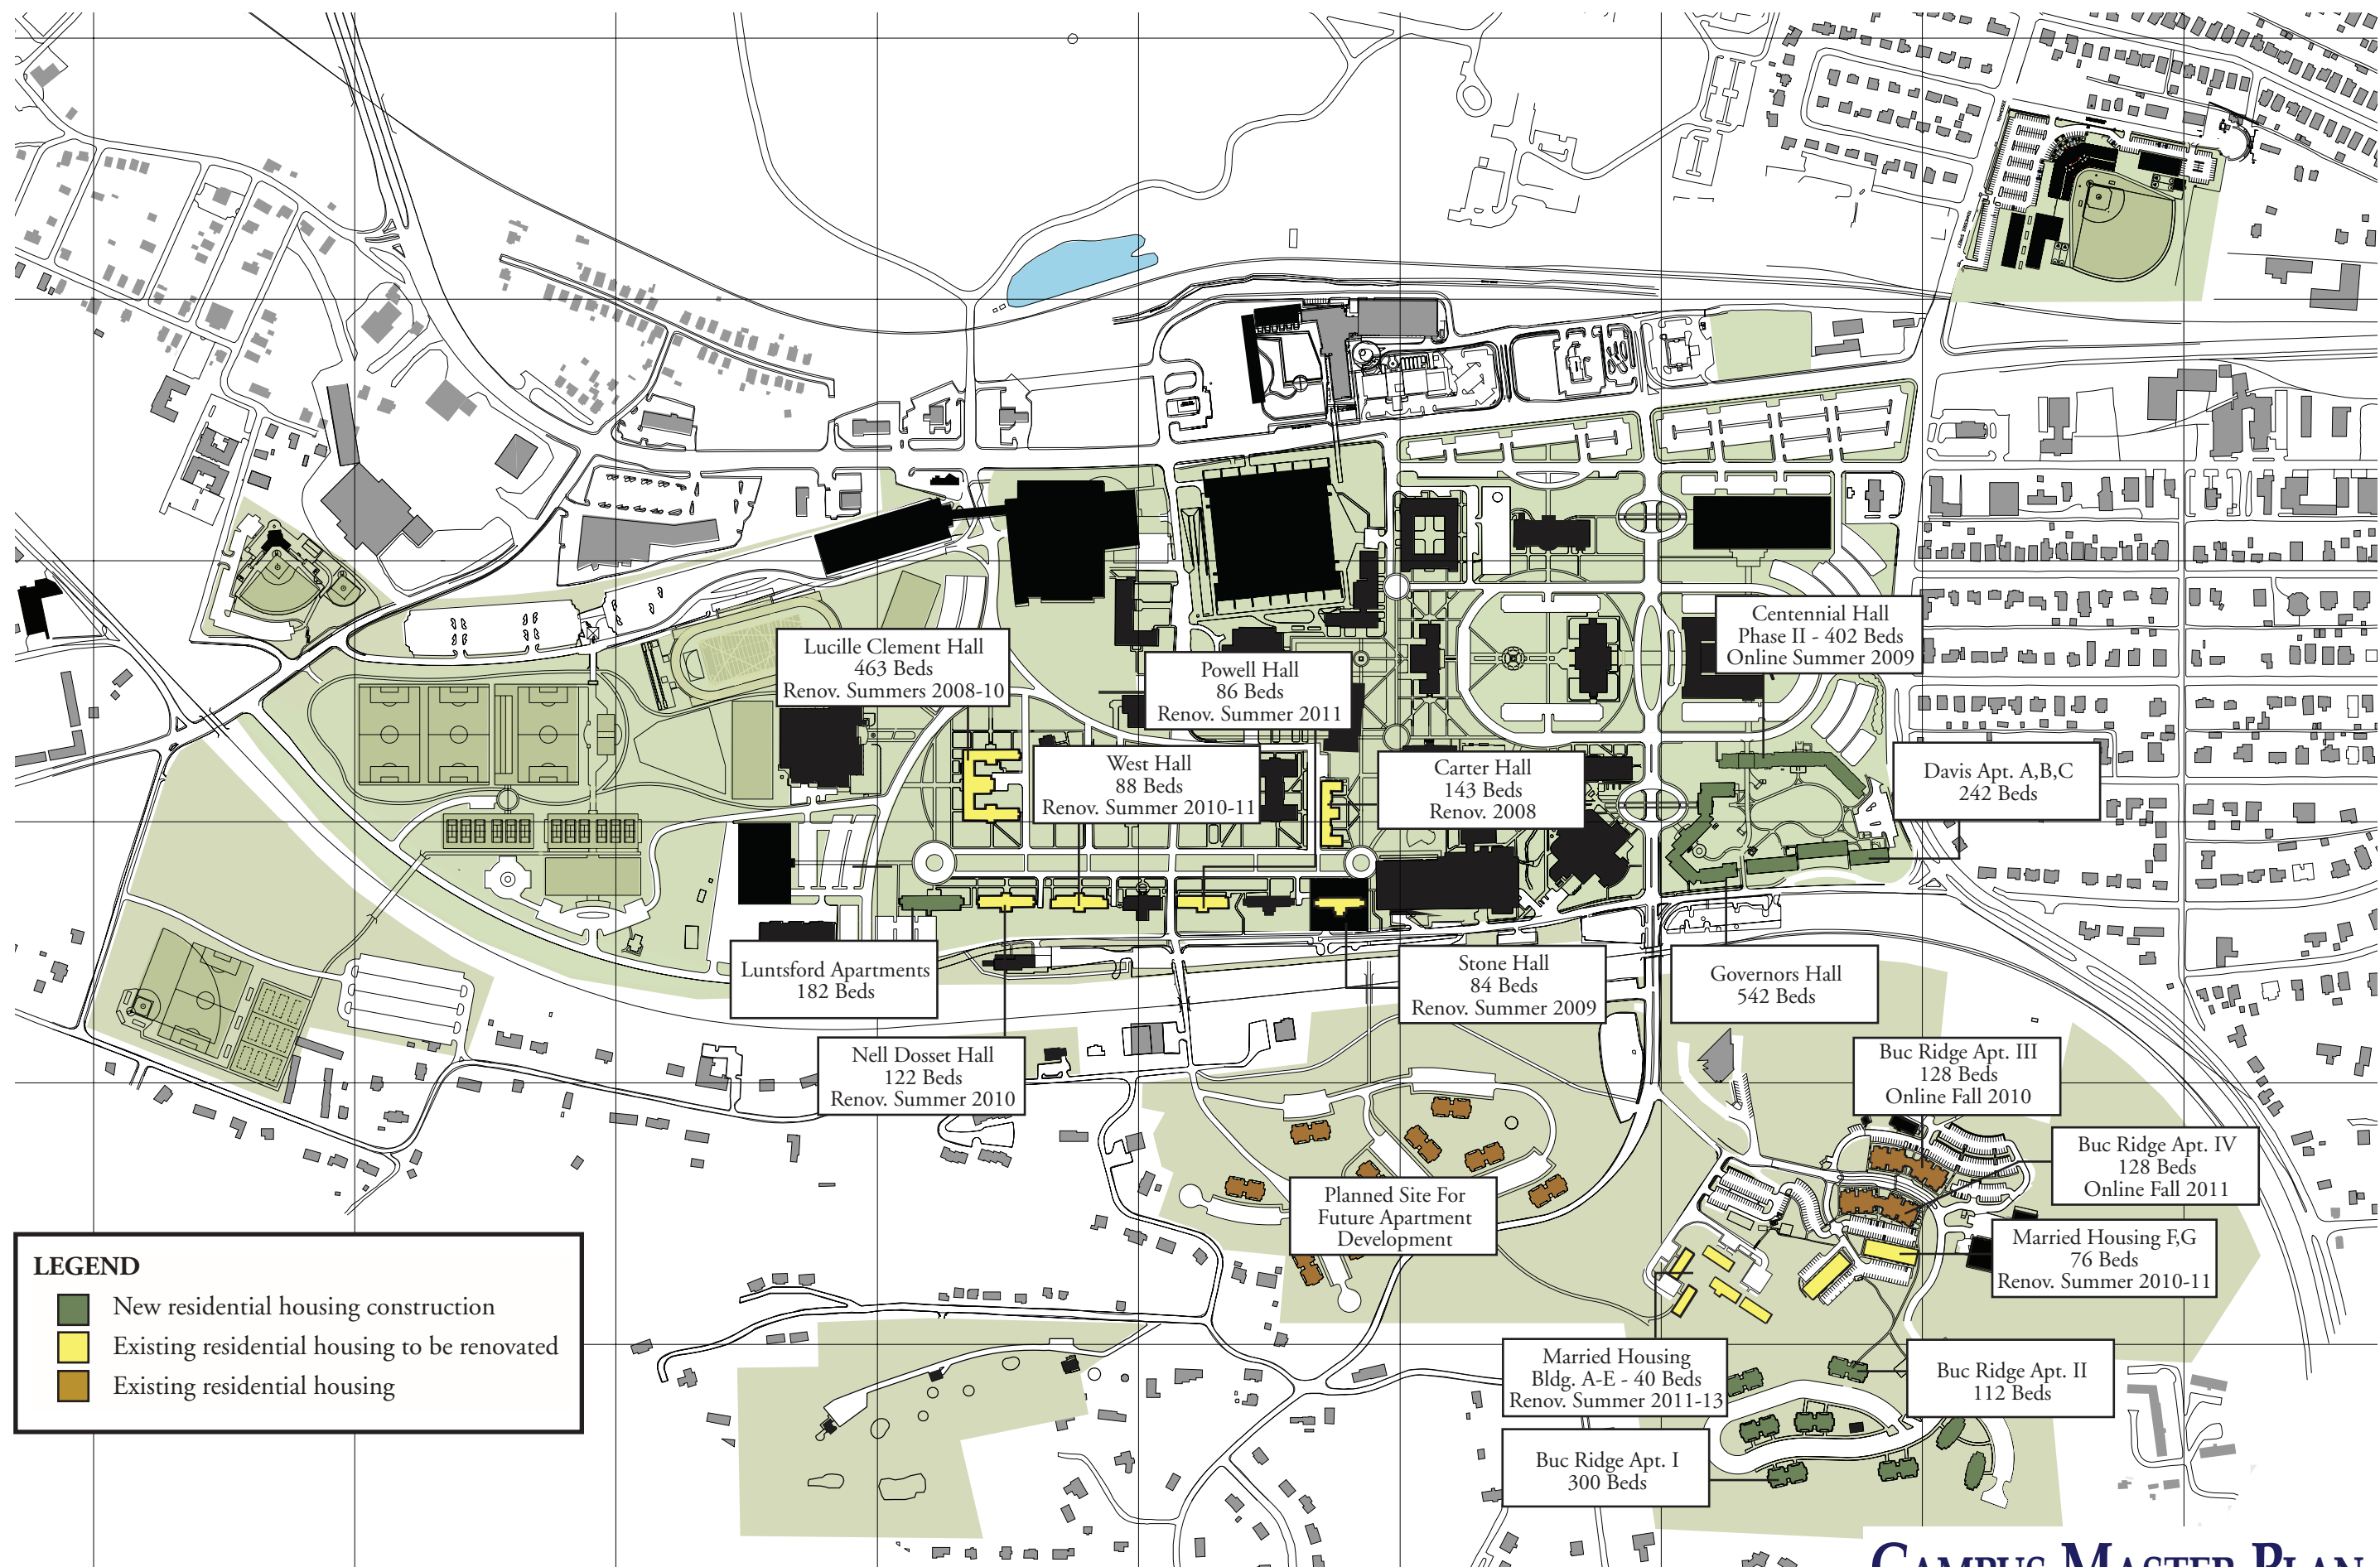 Lucille Clement Hall
463 Beds
Renov. Summers 2008-10
Powell Hall
86 Beds
Renov. Summer 2011
Centennial Hall
Phase II - 402 Beds
Online Summer 2009
West Hall
88 Beds
Renov. Summer 2010-11
Carter Hall
143 Beds
Renov. 2008
Davis Apt. A,B,C
242 Beds
Luntsford Apartments
182 Beds
Stone Hall
84 Beds
Renov. Summer 2009
Governors Hall
542 Beds
Nell Dosset Hall
122 Beds
Renov. Summer 2010
Buc Ridge Apt. III
128 Beds
Online Fall 2010
Buc Ridge Apt. IV
128 Beds
Online Fall 2011
Planned Site For
Future Apartment
Development
Married Housing F,G
76 Beds
Renov. Summer 2010-11
LEGEND
New residential housing construction
Existing residential housing to be renovated
Existing residential housing
Married Housing
Bldg. A-E - 40 Beds
Renov. Summer 2011-13
Buc Ridge Apt. II
112 Beds
Buc Ridge Apt. I
300 Beds
CAMPUS MASTER PLAN